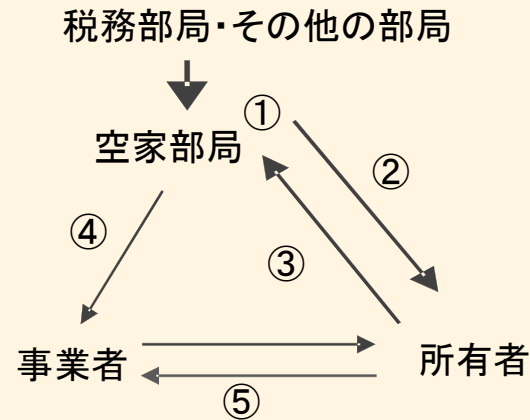 税務部局・その他の部局
①
空家部局
②
④
③
事業者
所有者
⑤